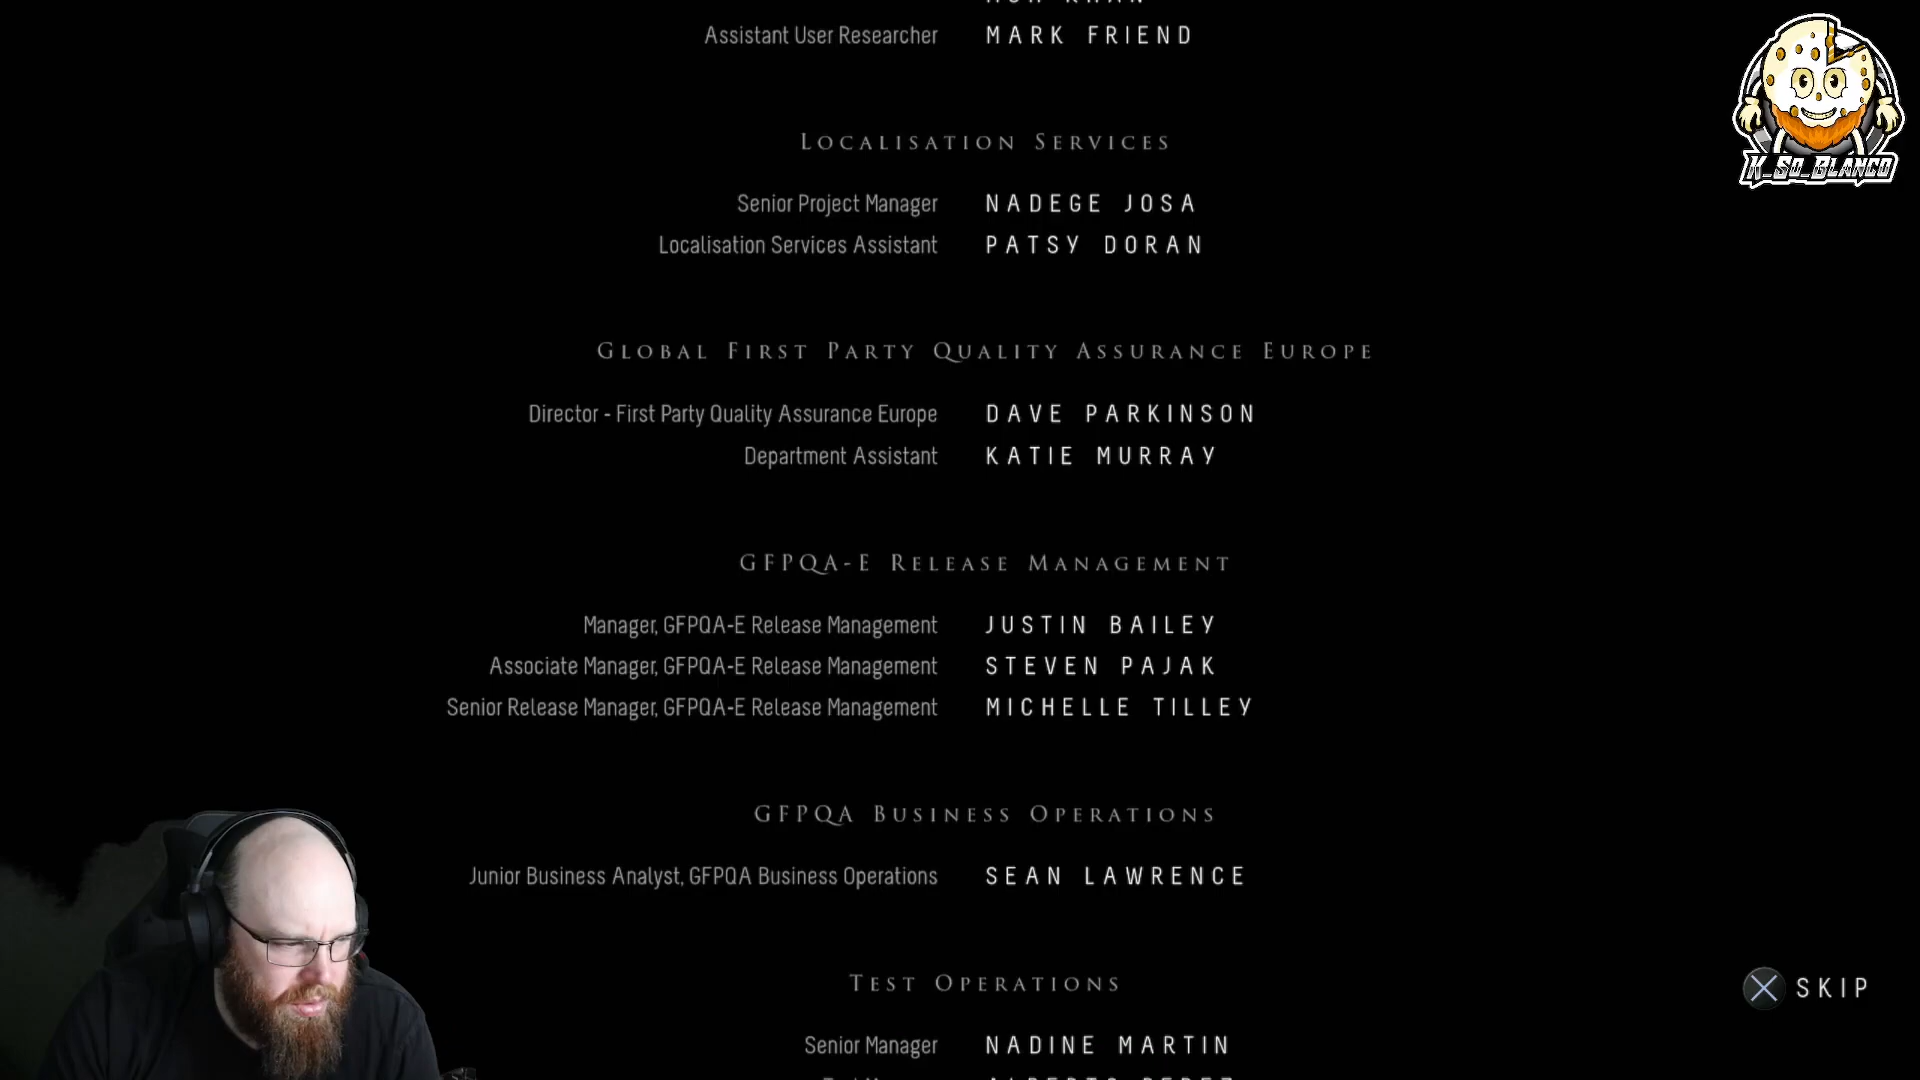 Assistant User Researcher MARK FRIEND
K_So_Blanco
LOCALISATION SERVICES
Senior Project Manager NADEGE JOSA
Localisation Services Assistant PATSY DORAN
GLOBAL FIRST PARTY QUALITY ASSURANCE EUROPE
Director - First Party Quality Assurance Europe DAVE PARKINSON
Department Assistant KATIE MURRAY
GFPQA-E RELEASE MANAGEMENT
Manager, GFPQA-E Release Management JUSTIN BAILEY
Associate Manager, GFPQA-E Release Management STEVEN PAJAK
Senior Release Manager, GFPQA-E Release Management MICHELLE TILLEY
GFPQA BUSINESS OPERATIONS
Junior Business Analyst, GFPQA Business Operations SEAN LAWRENCE
TEST OPERATIONS
SKIP
Senior Manager NADINE MARTIN